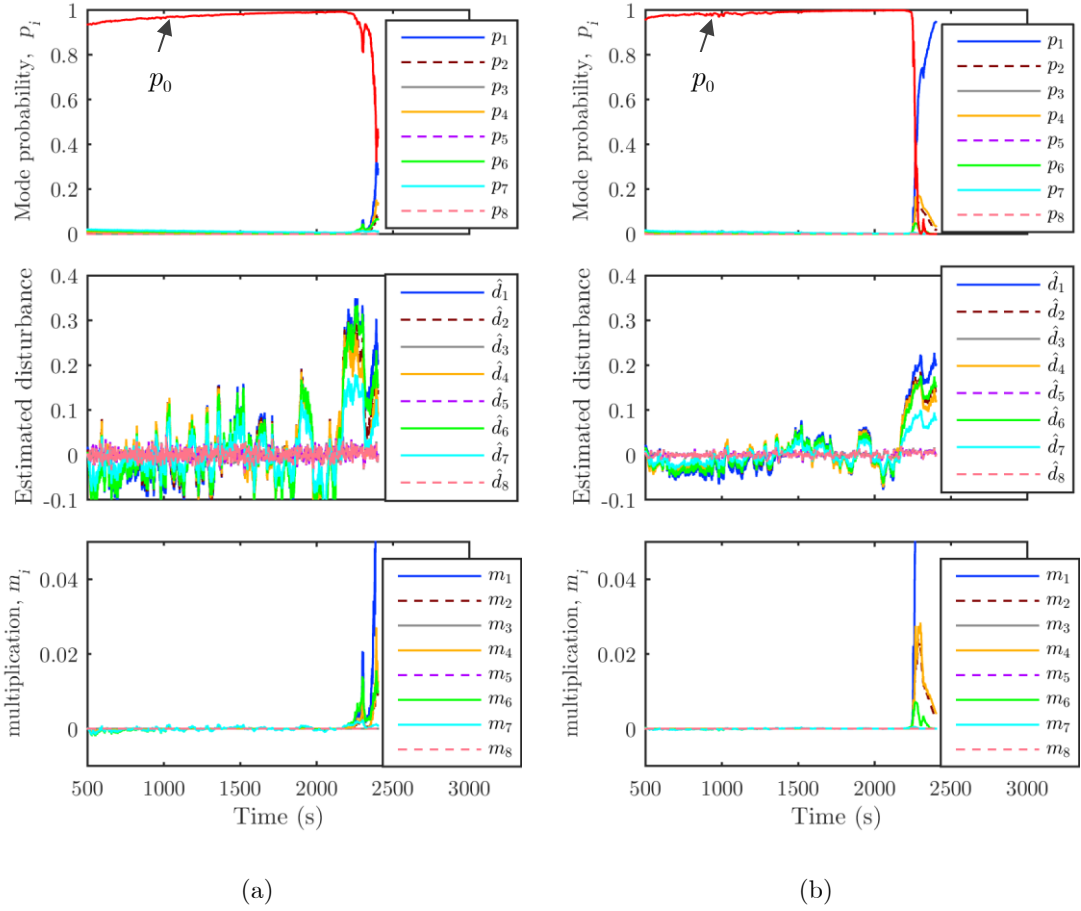 Mode probability, p_i
1
0.8
0.6
0.4
0.2
0
p_0
p_1
p_2
p_3
p_4
p_5
p_6
p_7
p_8
Estimated disturbance
0.4
0.3
0.2
0.1
0
-0.1
d̂_1
d̂_2
d̂_3
d̂_4
d̂_5
d̂_6
d̂_7
d̂_8
multiplication, m_i
0.04
0.02
0
m_1
m_2
m_3
m_4
m_5
m_6
m_7
m_8
500 1000 1500 2000 2500 3000
Time (s)
(a)
Mode probability, p_i
1
0.8
0.6
0.4
0.2
0
p_0
p_1
p_2
p_3
p_4
p_5
p_6
p_7
p_8
Estimated disturbance
0.4
0.3
0.2
0.1
0
-0.1
d̂_1
d̂_2
d̂_3
d̂_4
d̂_5
d̂_6
d̂_7
d̂_8
multiplication, m_i
0.04
0.02
0
m_1
m_2
m_3
m_4
m_5
m_6
m_7
m_8
500 1000 1500 2000 2500 3000
Time (s)
(b)